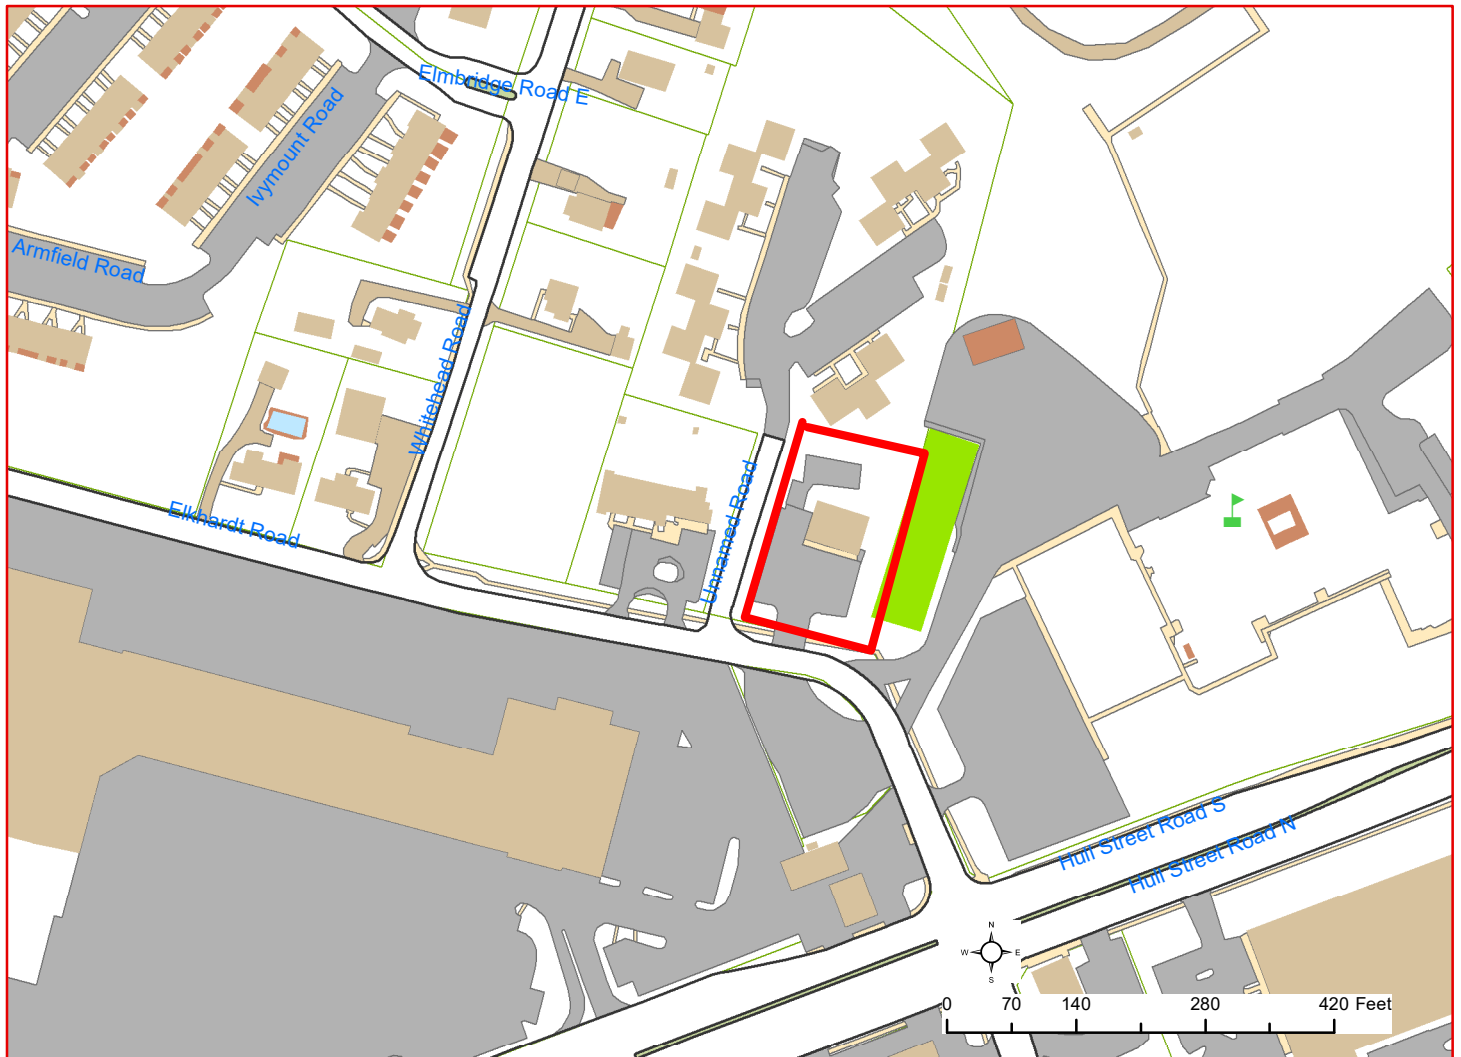 Elmbridge Road E
Ivymount Road
Armfield Road
Whitehead Road
Elkhardt Road
Unnamed Road
Hull Street Road S
Hull Street Road N
N
W E
S
0 70 140 280 420 Feet